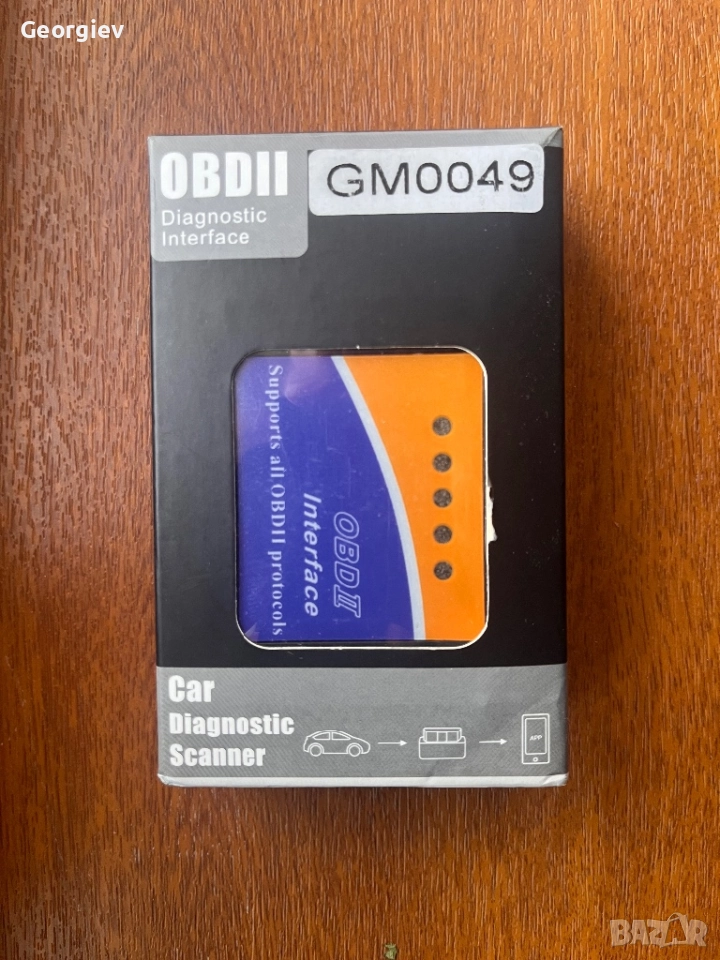 Georgiev
OBDII
Diagnostic
Interface
GM0049
Supports all OBDII protocols
OBDII
Interface
Car
Diagnostic
Scanner
APP
BAZAR